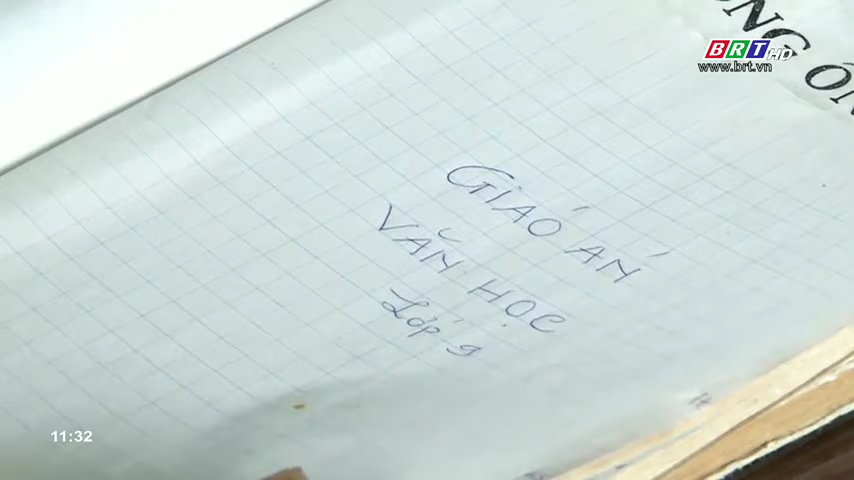 BRT HD
www.brt.vn
GIÁO ÁN
VĂN HỌC
Lớp 9
11:32